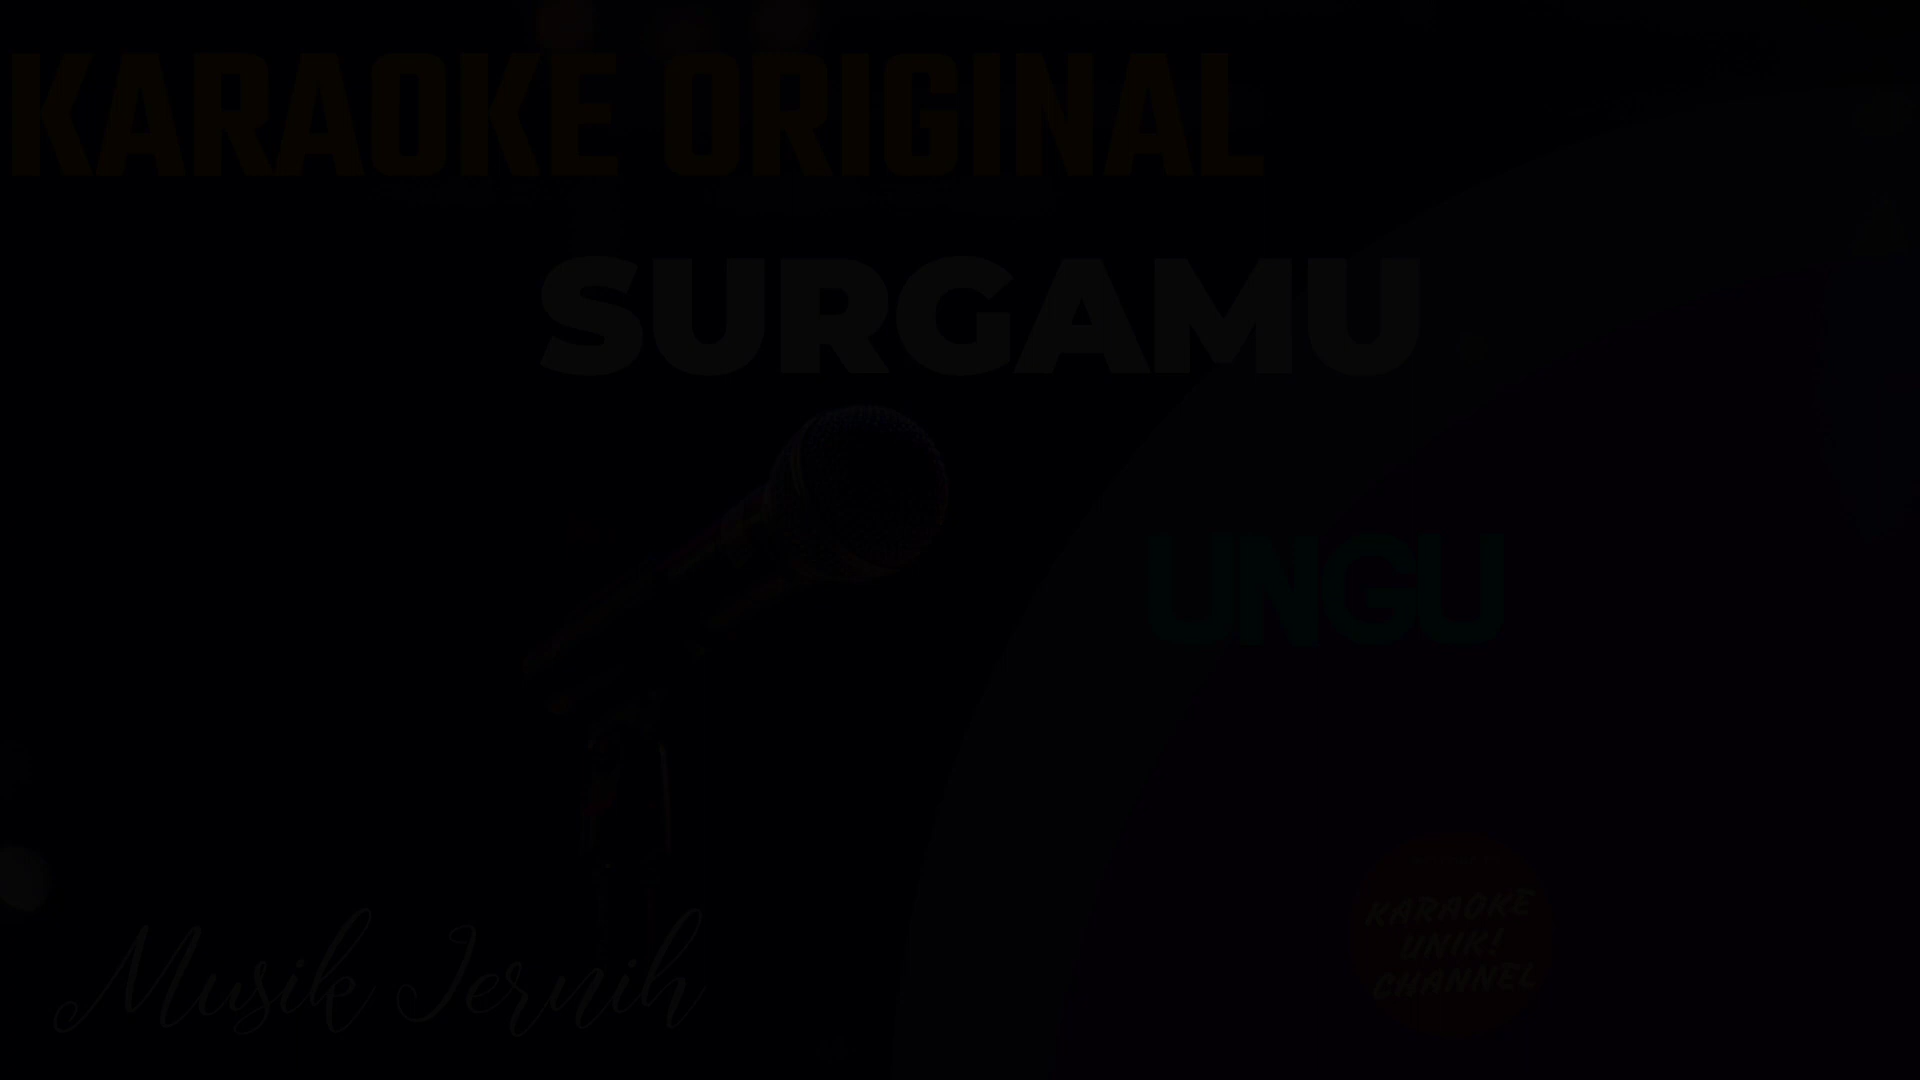 KARAOKE ORIGINAL
SURGAMU
UNGU
KARAOKE
UNIK!
CHANNEL
Musik Jernih